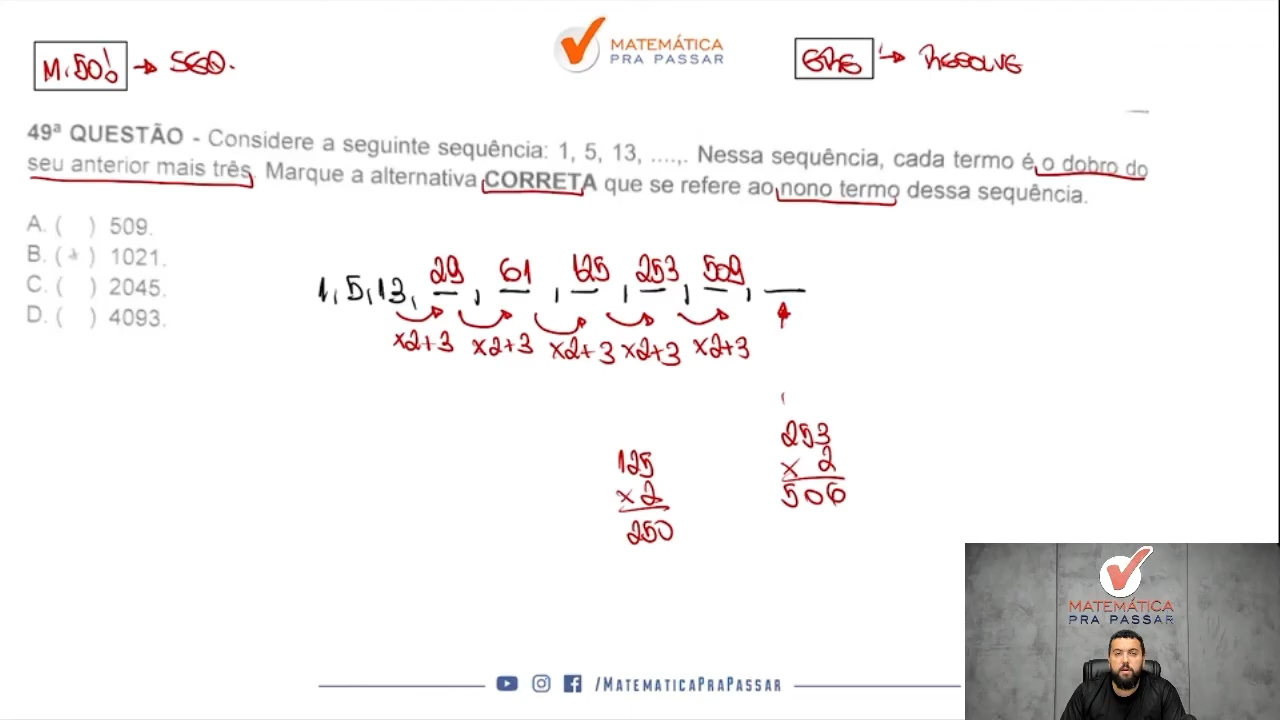 M.50! → SEQ.
MATEMÁTICA
PRA PASSAR
→ RESOLVE
49ª QUESTÃO - Considere a seguinte sequência: 1, 5, 13, ....,. Nessa sequência, cada termo é o dobro do
seu anterior mais três. Marque a alternativa CORRETA que se refere ao nono termo dessa sequência.
A. ( ) 509.
B. ( ) 1021.
C. ( ) 2045.
D. ( ) 4093.
1, 5, 13, 29, 61, 125, 253, 509, __
x2+3 x2+3 x2+3 x2+3 x2+3
125
x 2
250
253
x 2
506
MATEMÁTICA
PRA PASSAR
/MATEMATICAPRAPASSAR